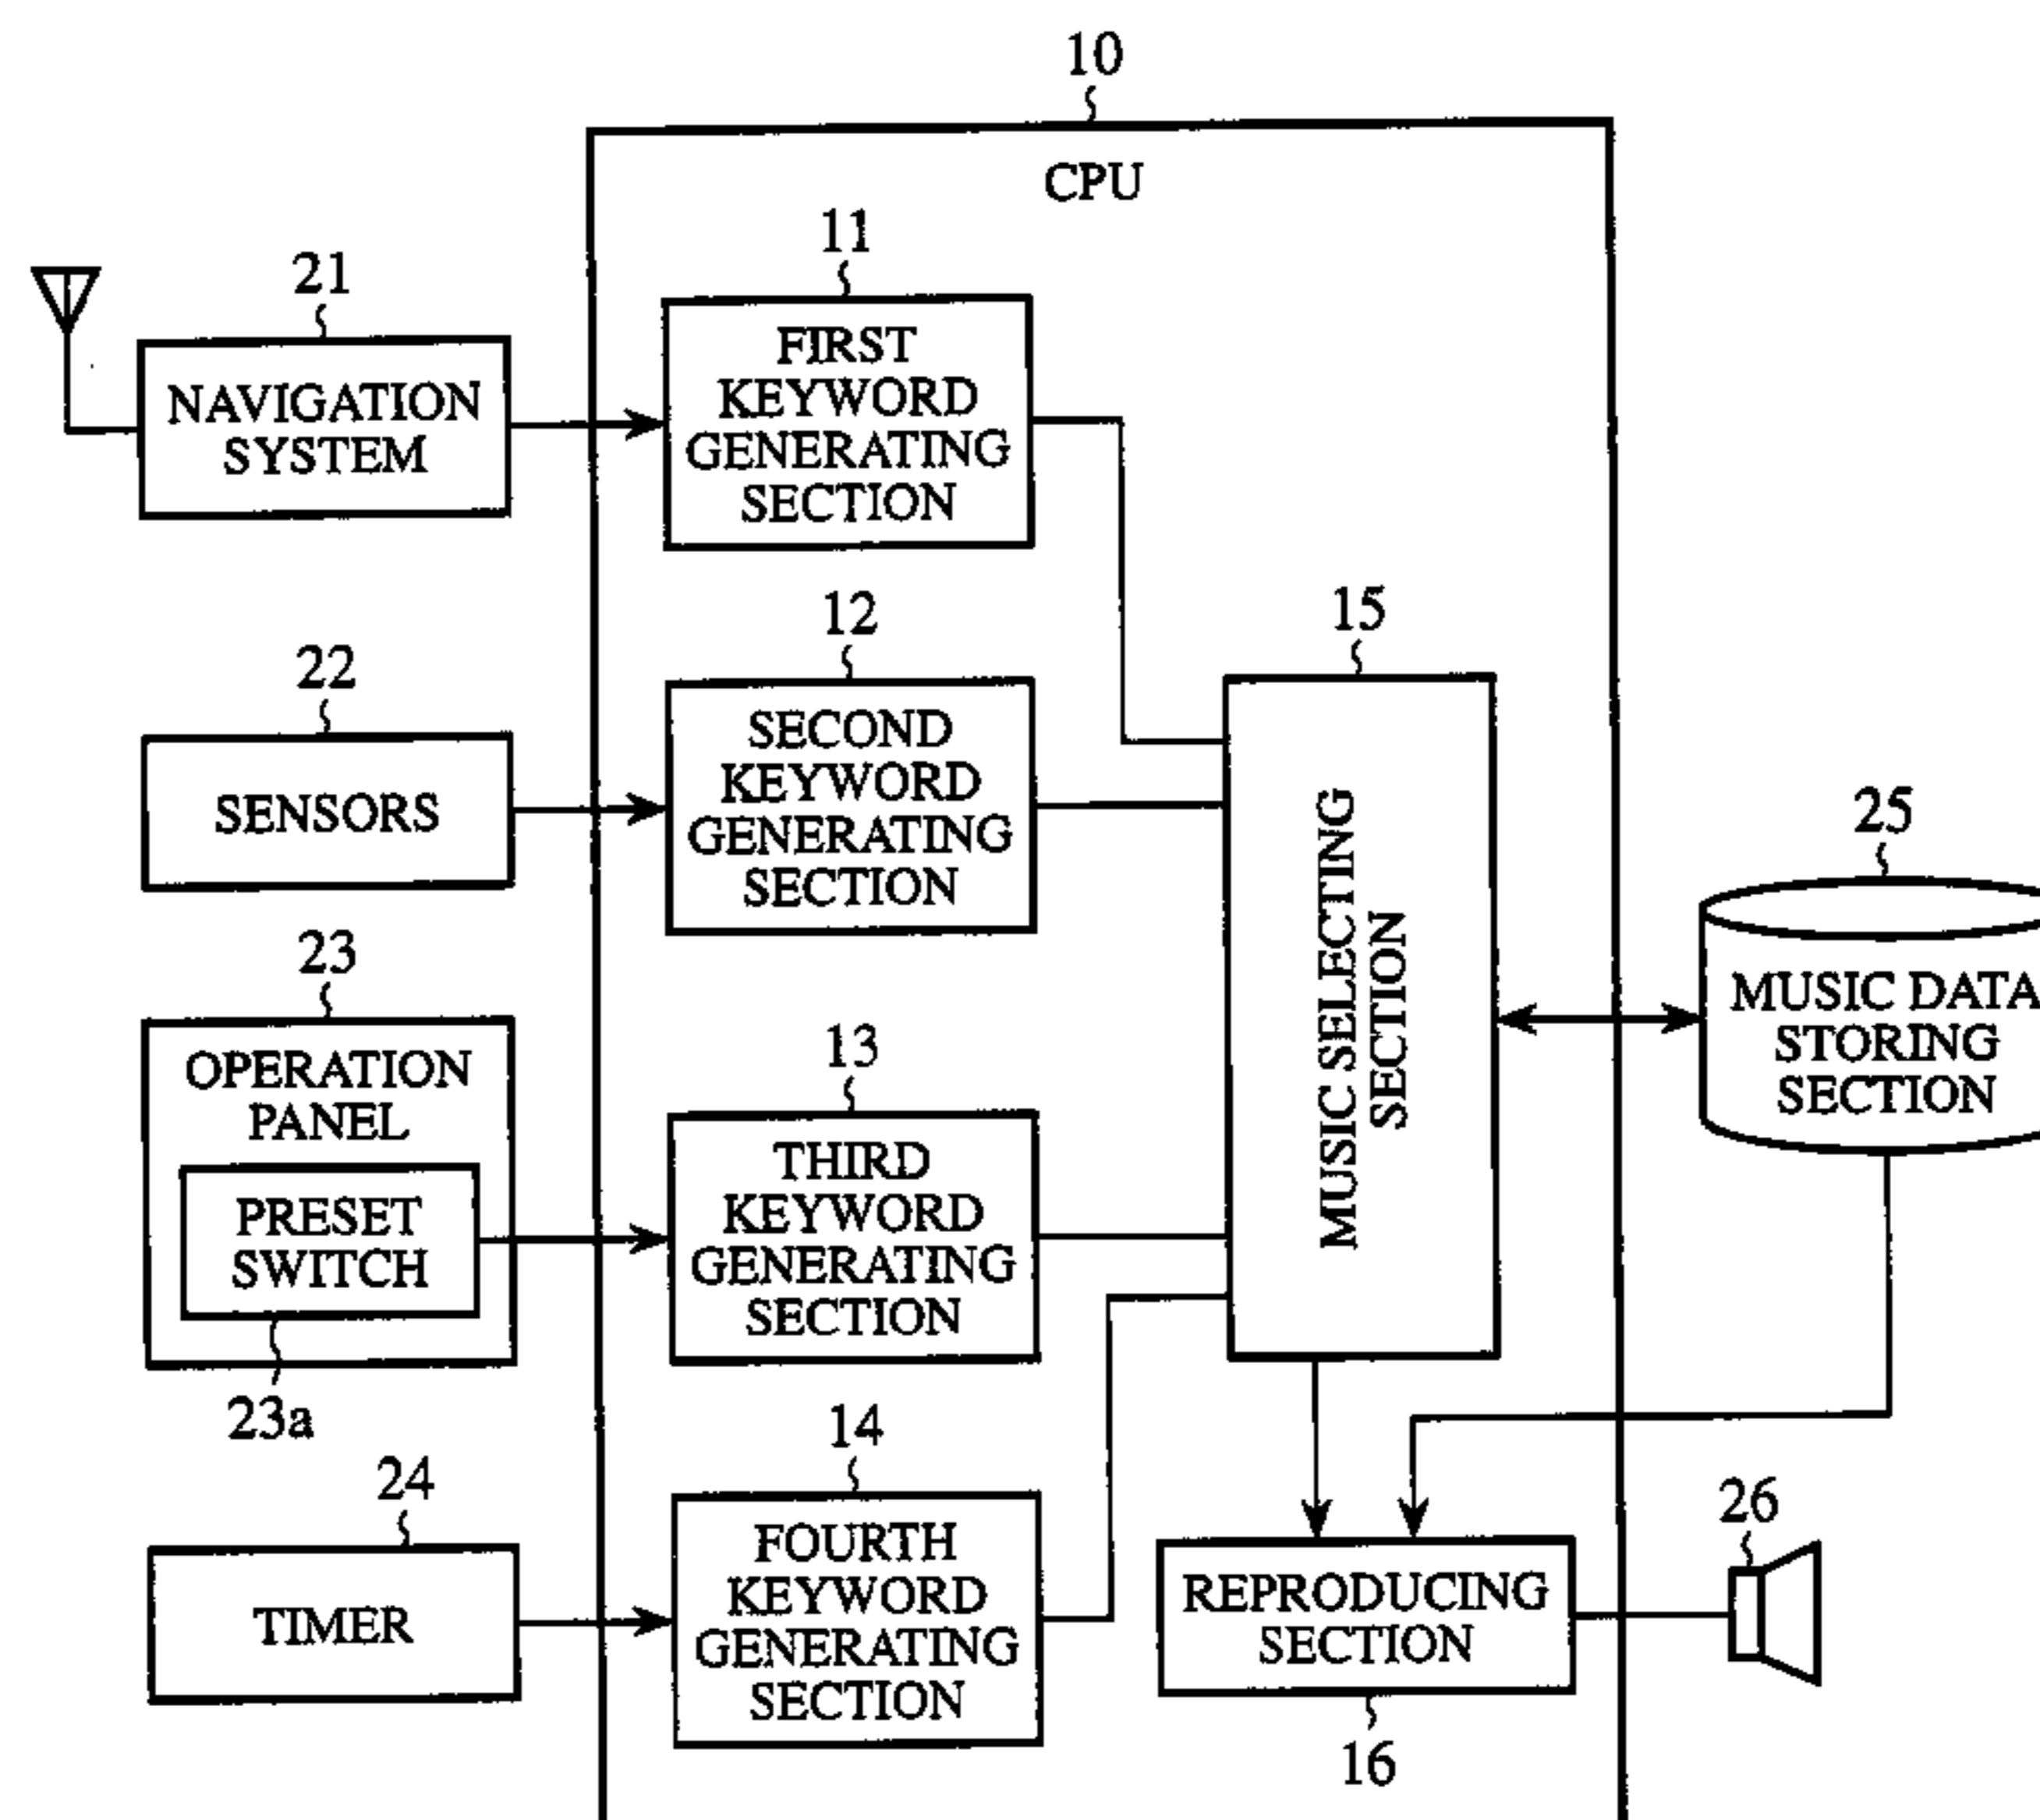 10
CPU
11
21
FIRST
KEYWORD
GENERATING
SECTION
NAVIGATION
SYSTEM
12
22
SECOND
KEYWORD
GENERATING
SECTION
SENSORS
15
MUSIC SELECTING
SECTION
25
MUSIC DATA
STORING
SECTION
23
OPERATION
PANEL
PRESET
SWITCH
23a
13
THIRD
KEYWORD
GENERATING
SECTION
24
TIMER
14
FOURTH
KEYWORD
GENERATING
SECTION
REPRODUCING
SECTION
16
26